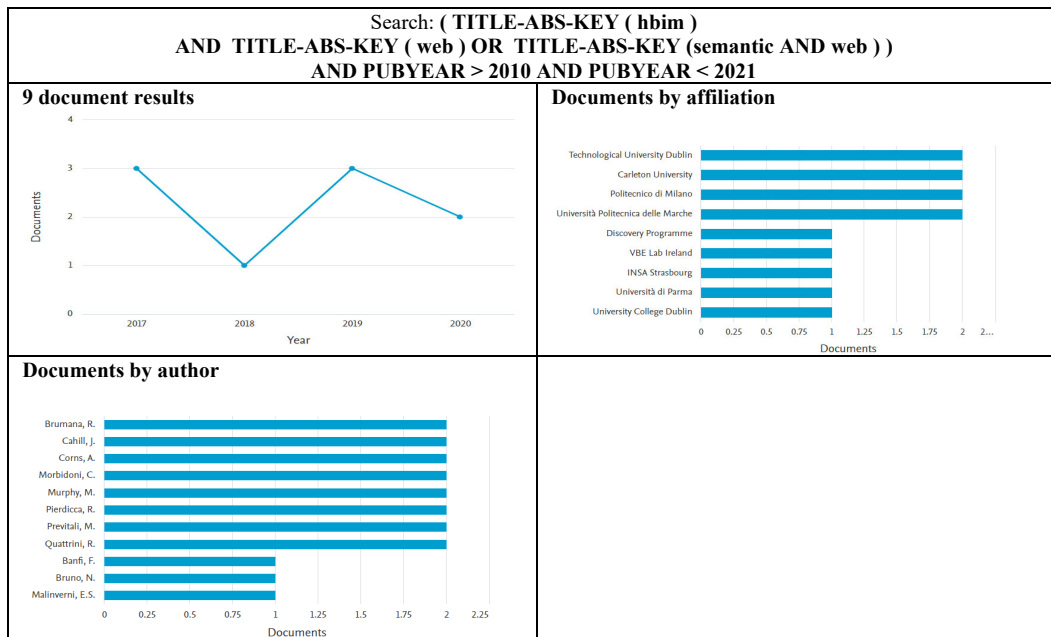 Search: ( TITLE-ABS-KEY ( hbim )
AND TITLE-ABS-KEY ( web ) OR TITLE-ABS-KEY (semantic AND web ) )
AND PUBYEAR > 2010 AND PUBYEAR < 2021
9 document results
4
3
2
1
0
Documents
2017
2018
2019
2020
Year
Documents by affiliation
Technological University Dublin
Carleton University
Politecnico di Milano
Università Politecnica delle Marche
Discovery Programme
VBE Lab Ireland
INSA Strasbourg
Università di Parma
University College Dublin
0 0.25 0.5 0.75 1 1.25 1.5 1.75 2 2...
Documents
Documents by author
Brumana, R.
Cahill, J.
Corns, A.
Morbidoni, C.
Murphy, M.
Pierdicca, R.
Previtali, M.
Quattrini, R.
Banfi, F.
Bruno, N.
Malinverni, E.S.
0 0.25 0.5 0.75 1 1.25 1.5 1.75 2 2.25
Documents